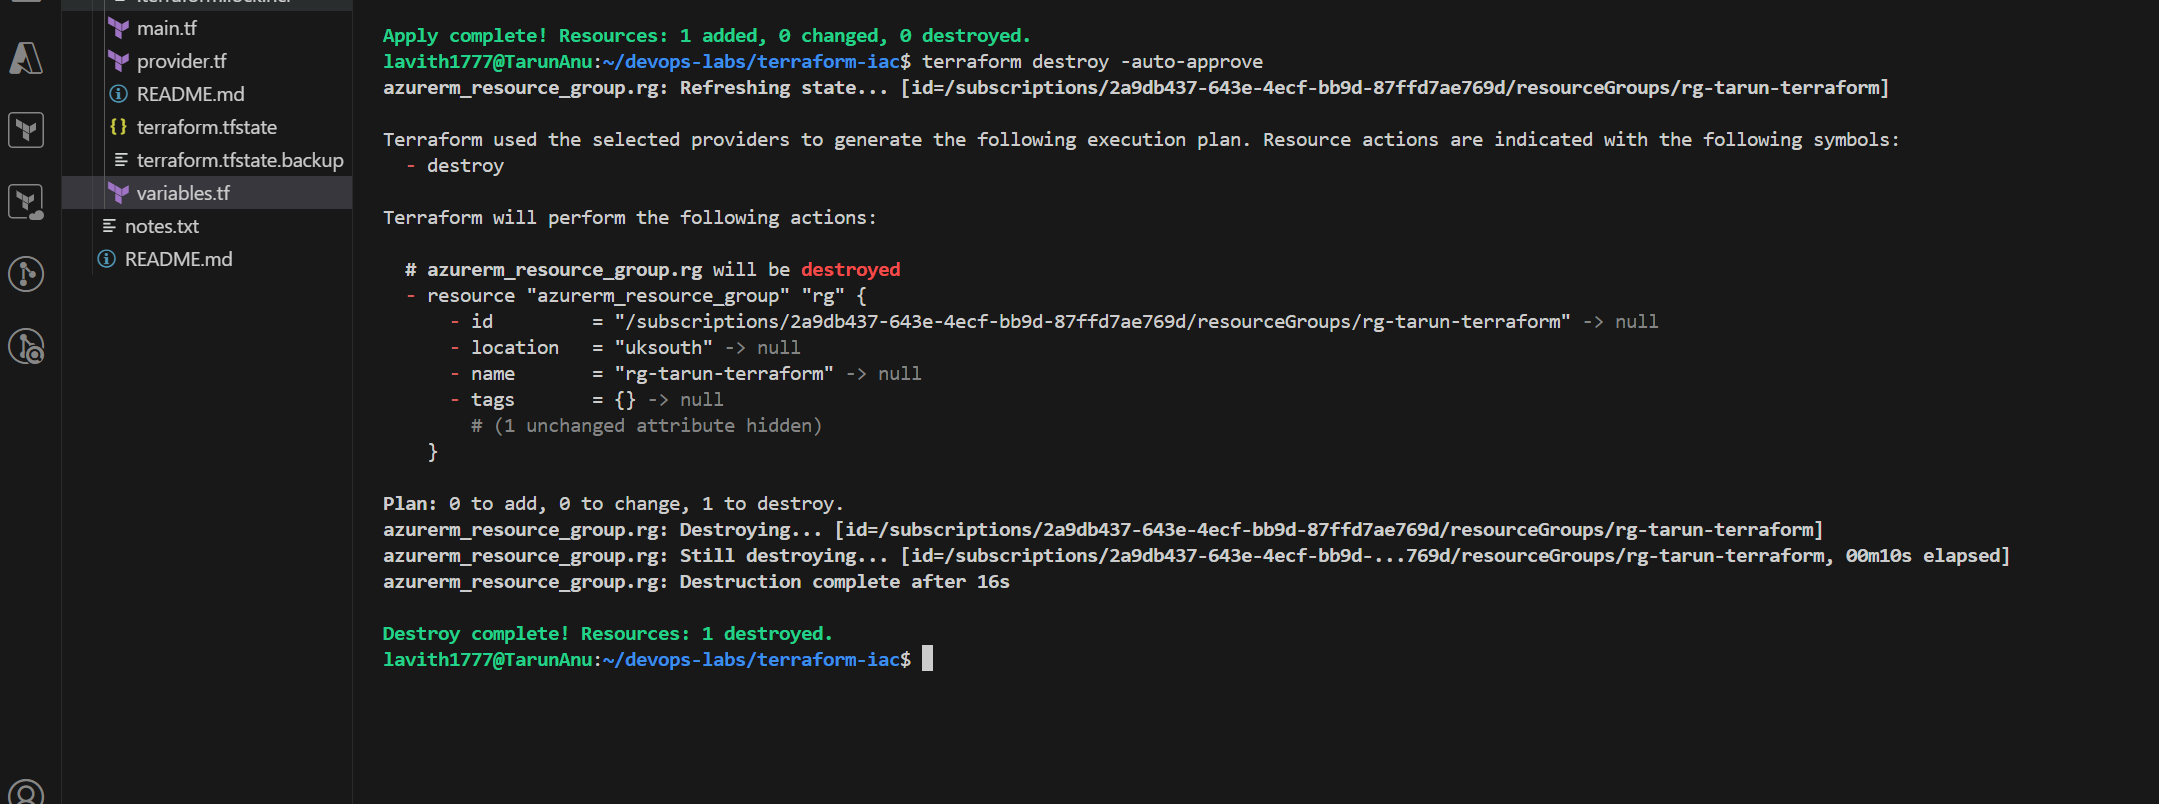 main.tf
provider.tf
README.md
{} terraform.tfstate
terraform.tfstate.backup
variables.tf
notes.txt
README.md
Apply complete! Resources: 1 added, 0 changed, 0 destroyed.
lavith1777@TarunAnu:~/devops-labs/terraform-iac$ terraform destroy -auto-approve
azurerm_resource_group.rg: Refreshing state... [id=/subscriptions/2a9db437-643e-4ecf-bb9d-87ffd7ae769d/resourceGroups/rg-tarun-terraform]
Terraform used the selected providers to generate the following execution plan. Resource actions are indicated with the following symbols:
- destroy
Terraform will perform the following actions:
# azurerm_resource_group.rg will be destroyed
- resource "azurerm_resource_group" "rg" {
- id = "/subscriptions/2a9db437-643e-4ecf-bb9d-87ffd7ae769d/resourceGroups/rg-tarun-terraform" -> null
- location = "uksouth" -> null
- name = "rg-tarun-terraform" -> null
- tags = {} -> null
# (1 unchanged attribute hidden)
}
Plan: 0 to add, 0 to change, 1 to destroy.
azurerm_resource_group.rg: Destroying... [id=/subscriptions/2a9db437-643e-4ecf-bb9d-87ffd7ae769d/resourceGroups/rg-tarun-terraform]
azurerm_resource_group.rg: Still destroying... [id=/subscriptions/2a9db437-643e-4ecf-bb9d-...769d/resourceGroups/rg-tarun-terraform, 00m10s elapsed]
azurerm_resource_group.rg: Destruction complete after 16s
Destroy complete! Resources: 1 destroyed.
lavith1777@TarunAnu:~/devops-labs/terraform-iac$